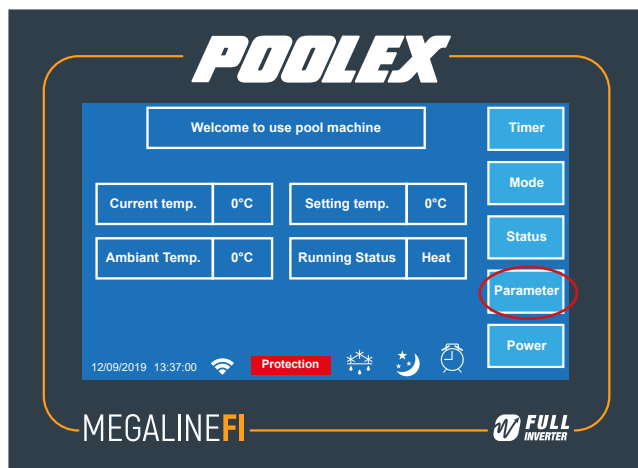 POOLEX
Welcome to use pool machine
Timer
Mode
Current temp. 0°C Setting temp. 0°C
Status
Ambiant Temp. 0°C Running Status Heat
Parameter
Power
12/09/2019 13:37:00 Protection
MEGALINEFI
FULL
INVERTER